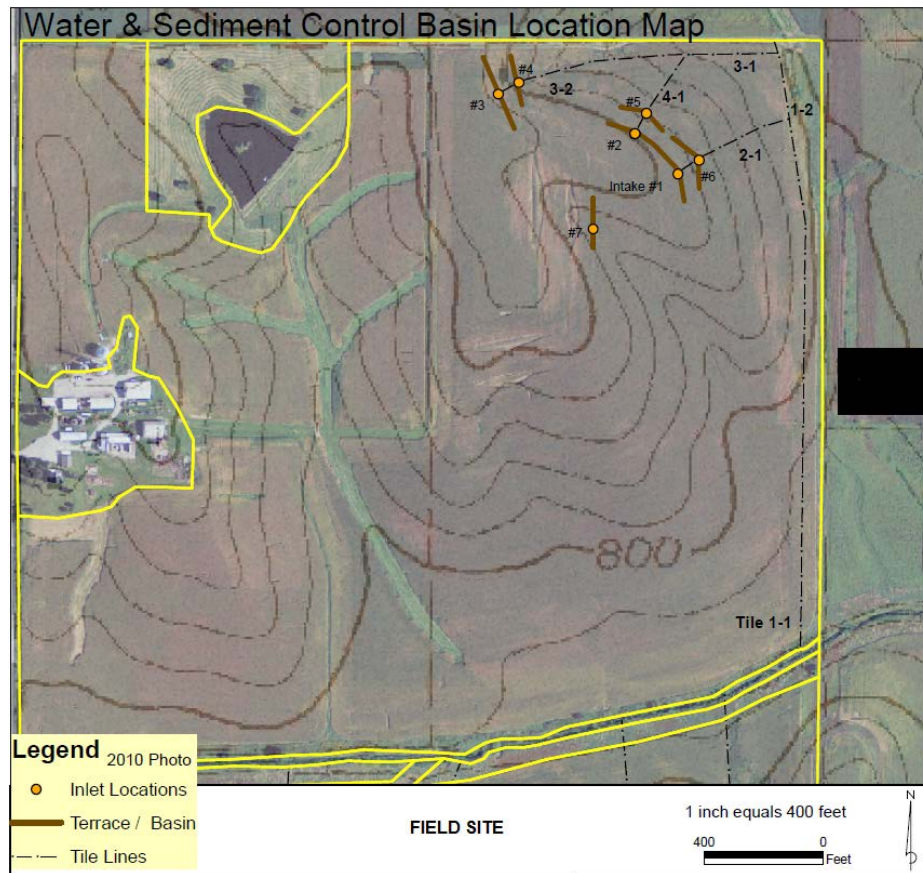 Water & Sediment Control Basin Location Map
#4
3-1
#3
3-2
#5
4-1
1-2
#2
2-1
#6
Intake #1
#7
800
Tile 1-1
Legend 2010 Photo
Inlet Locations
Terrace / Basin
Tile Lines
FIELD SITE
1 inch equals 400 feet
400 0
Feet
N